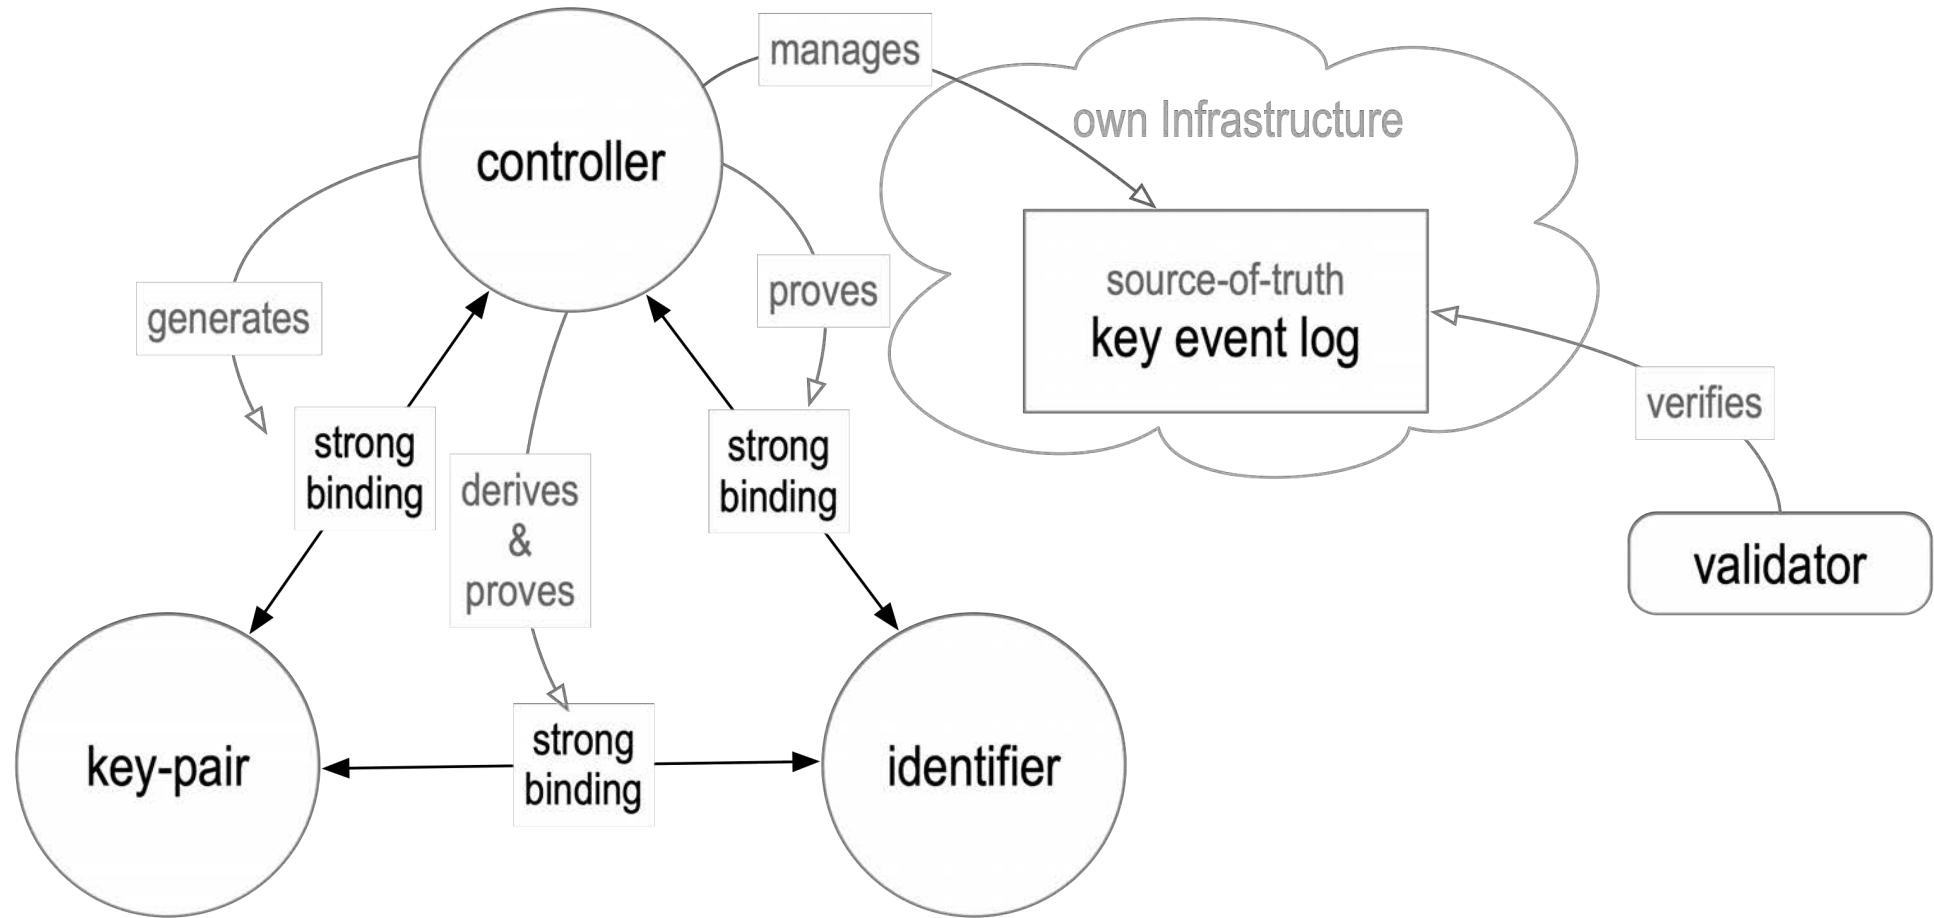 manages
own Infrastructure
controller
source-of-truth
key event log
generates
proves
verifies
strong
binding
derives
&
proves
strong
binding
validator
key-pair
strong
binding
identifier